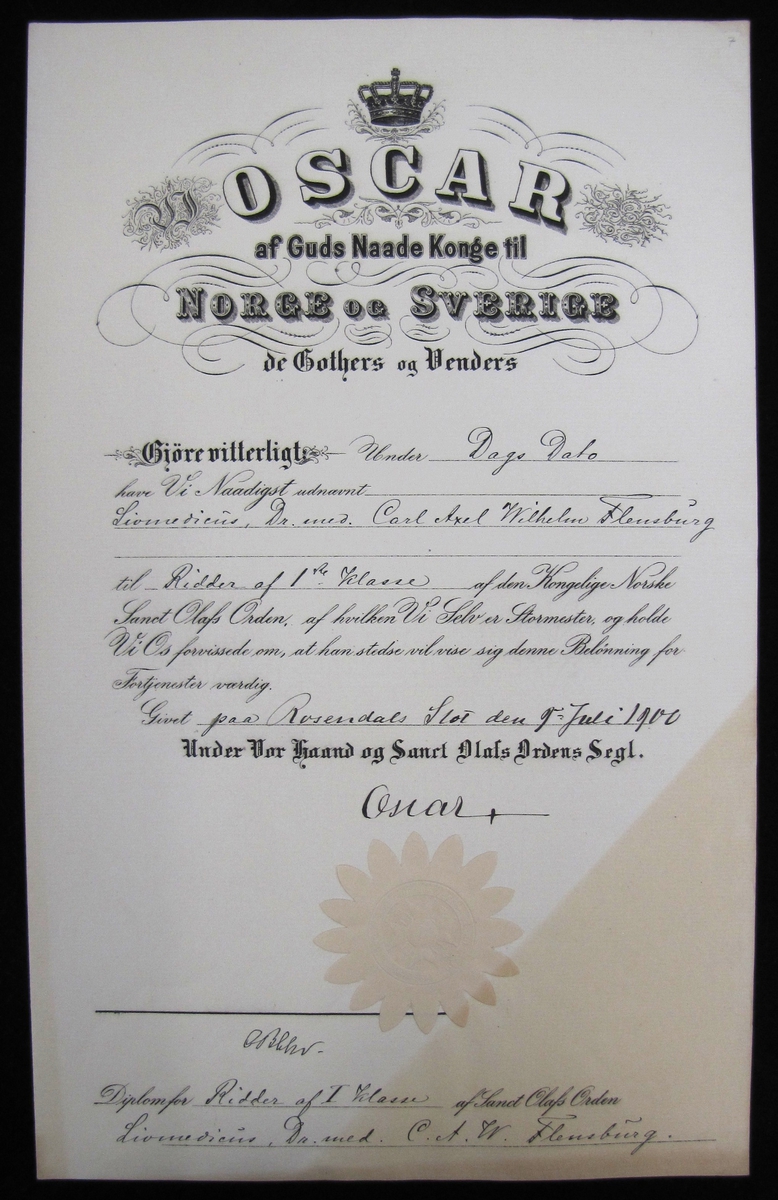 Vi OSCAR
af Guds Naade Konge til
NORGE OG SVERIGE
de Gothers og Venders
Gjöre vitterligt: Under Dags Dato
have Vi Naadigst udnævnt
Livmedicus, Dr. med. Carl Axel Wilhelm Flensburg
til Ridder af 1ste Klasse af den Kongelige Norske
Sanct Olafs Orden, af hvilken Vi Selv er Stormester, og holde
Vi Os forvissede om, at han stedse vil vise sig denne Belönning for
Fortjenester værdig.
Givet paa Rosendals Slot den 9de Juli 1900
Under Vor Haand og Sanct Olafs Ordens Segl.
Oscar
Diplom for Ridder af I Klasse af Sanct Olafs Orden
Livmedicus, Dr. med. C. A. W. Flensburg.